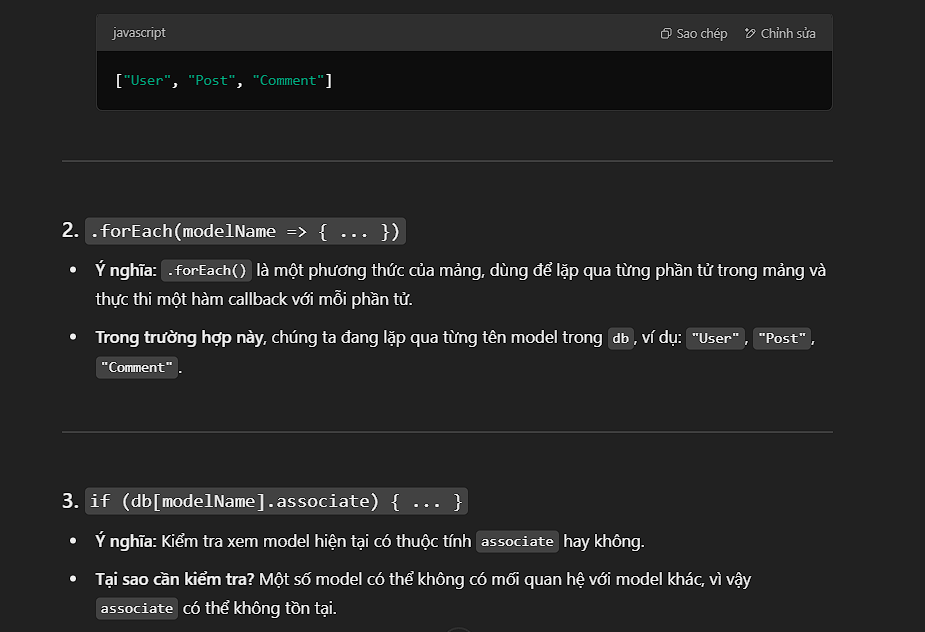 javascript
Sao chép
Chỉnh sửa
["User", "Post", "Comment"]
2. .forEach(modelName => { ... })
• Ý nghĩa: .forEach() là một phương thức của mảng, dùng để lặp qua từng phần tử trong mảng và
thực thi một hàm callback với mỗi phần tử.
• Trong trường hợp này, chúng ta đang lặp qua từng tên model trong db, ví dụ: "User", "Post",
"Comment".
3. if (db[modelName].associate) { ... }
• Ý nghĩa: Kiểm tra xem model hiện tại có thuộc tính associate hay không.
• Tại sao cần kiểm tra? Một số model có thể không có mối quan hệ với model khác, vì vậy
associate có thể không tồn tại.